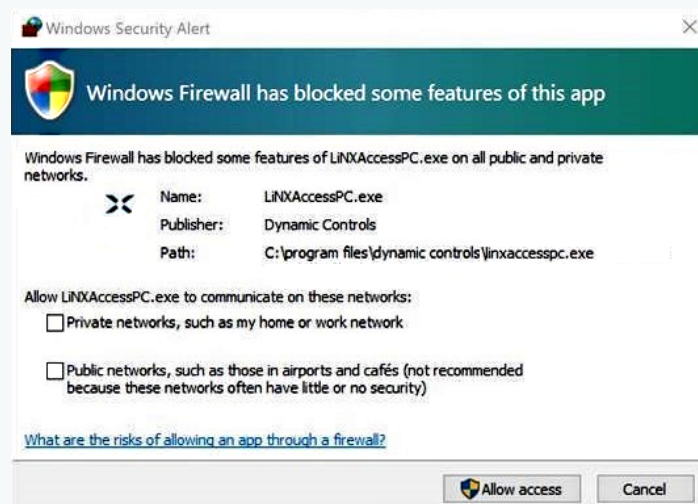 Windows Security Alert
Windows Firewall has blocked some features of this app
Windows Firewall has blocked some features of LiNXAccessPC.exe on all public and private
networks.
Name: LiNXAccessPC.exe
Publisher: Dynamic Controls
Path: C:\program files\dynamic controls\linxaccesspc.exe
Allow LiNXAccessPC.exe to communicate on these networks:
Private networks, such as my home or work network
Public networks, such as those in airports and cafés (not recommended
because these networks often have little or no security)
What are the risks of allowing an app through a firewall?
Allow access Cancel